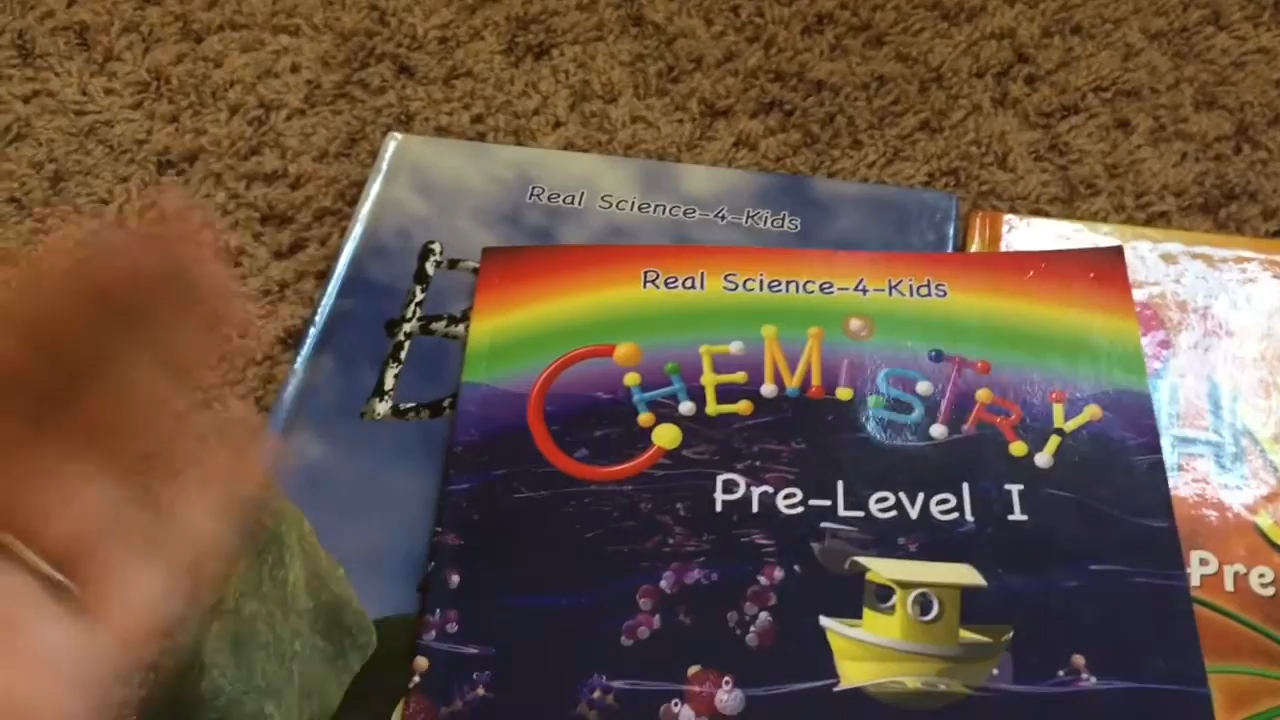 Real Science-4-Kids
Real Science-4-Kids
CHEMiSTRY
Pre-Level I
Pre